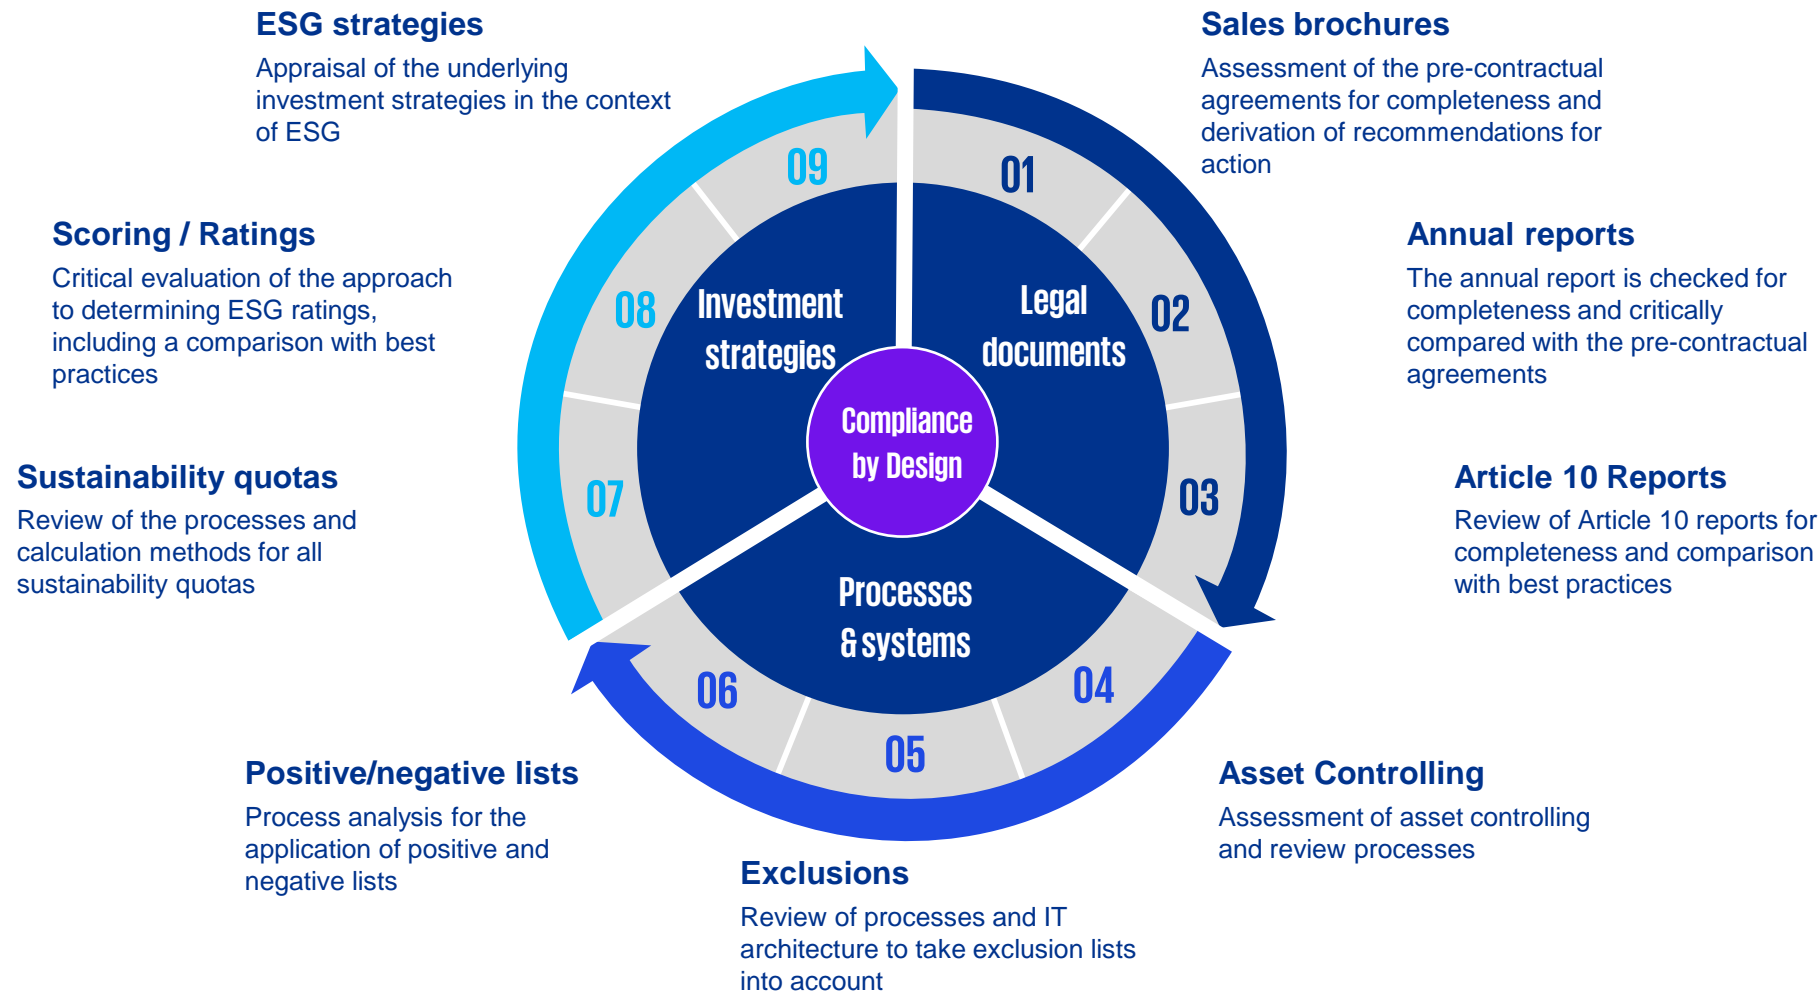 ESG strategies
Appraisal of the underlying
investment strategies in the context
of ESG
Sales brochures
Assessment of the pre-contractual
agreements for completeness and
derivation of recommendations for
action
Scoring / Ratings
Critical evaluation of the approach
to determining ESG ratings,
including a comparison with best
practices
Annual reports
The annual report is checked for
completeness and critically
compared with the pre-contractual
agreements
Sustainability quotas
Review of the processes and
calculation methods for all
sustainability quotas
Article 10 Reports
Review of Article 10 reports for
completeness and comparison
with best practices
09
01
08
02
07
03
06
05
04
Investment
strategies
Legal
documents
Compliance
by Design
Processes
& systems
Positive/negative lists
Process analysis for the
application of positive and
negative lists
Exclusions
Review of processes and IT
architecture to take exclusion lists
into account
Asset Controlling
Assessment of asset controlling
and review processes